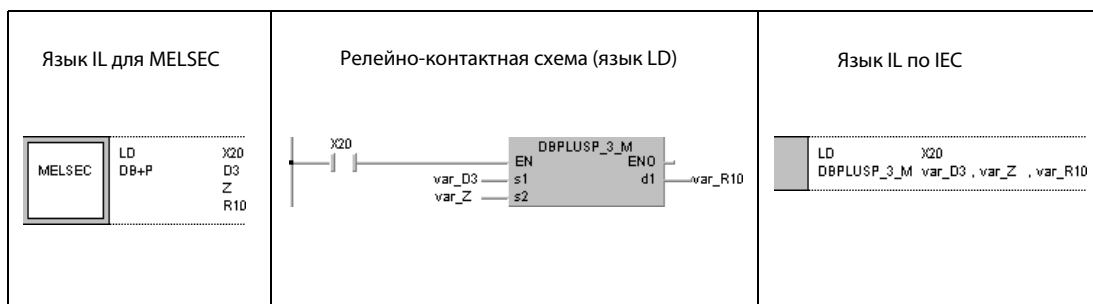 Язык IL для MELSEC
MELSEC
LD X20
DB+P D3
Z
R10
Релейно-контактная схема (язык LD)
X20
DBPLUSP_3_M
EN ENO
var_D3 s1 d1 var_R10
var_Z s2
Язык IL по IEC
LD X20
DBPLUSP_3_M var_D3 , var_Z , var_R10